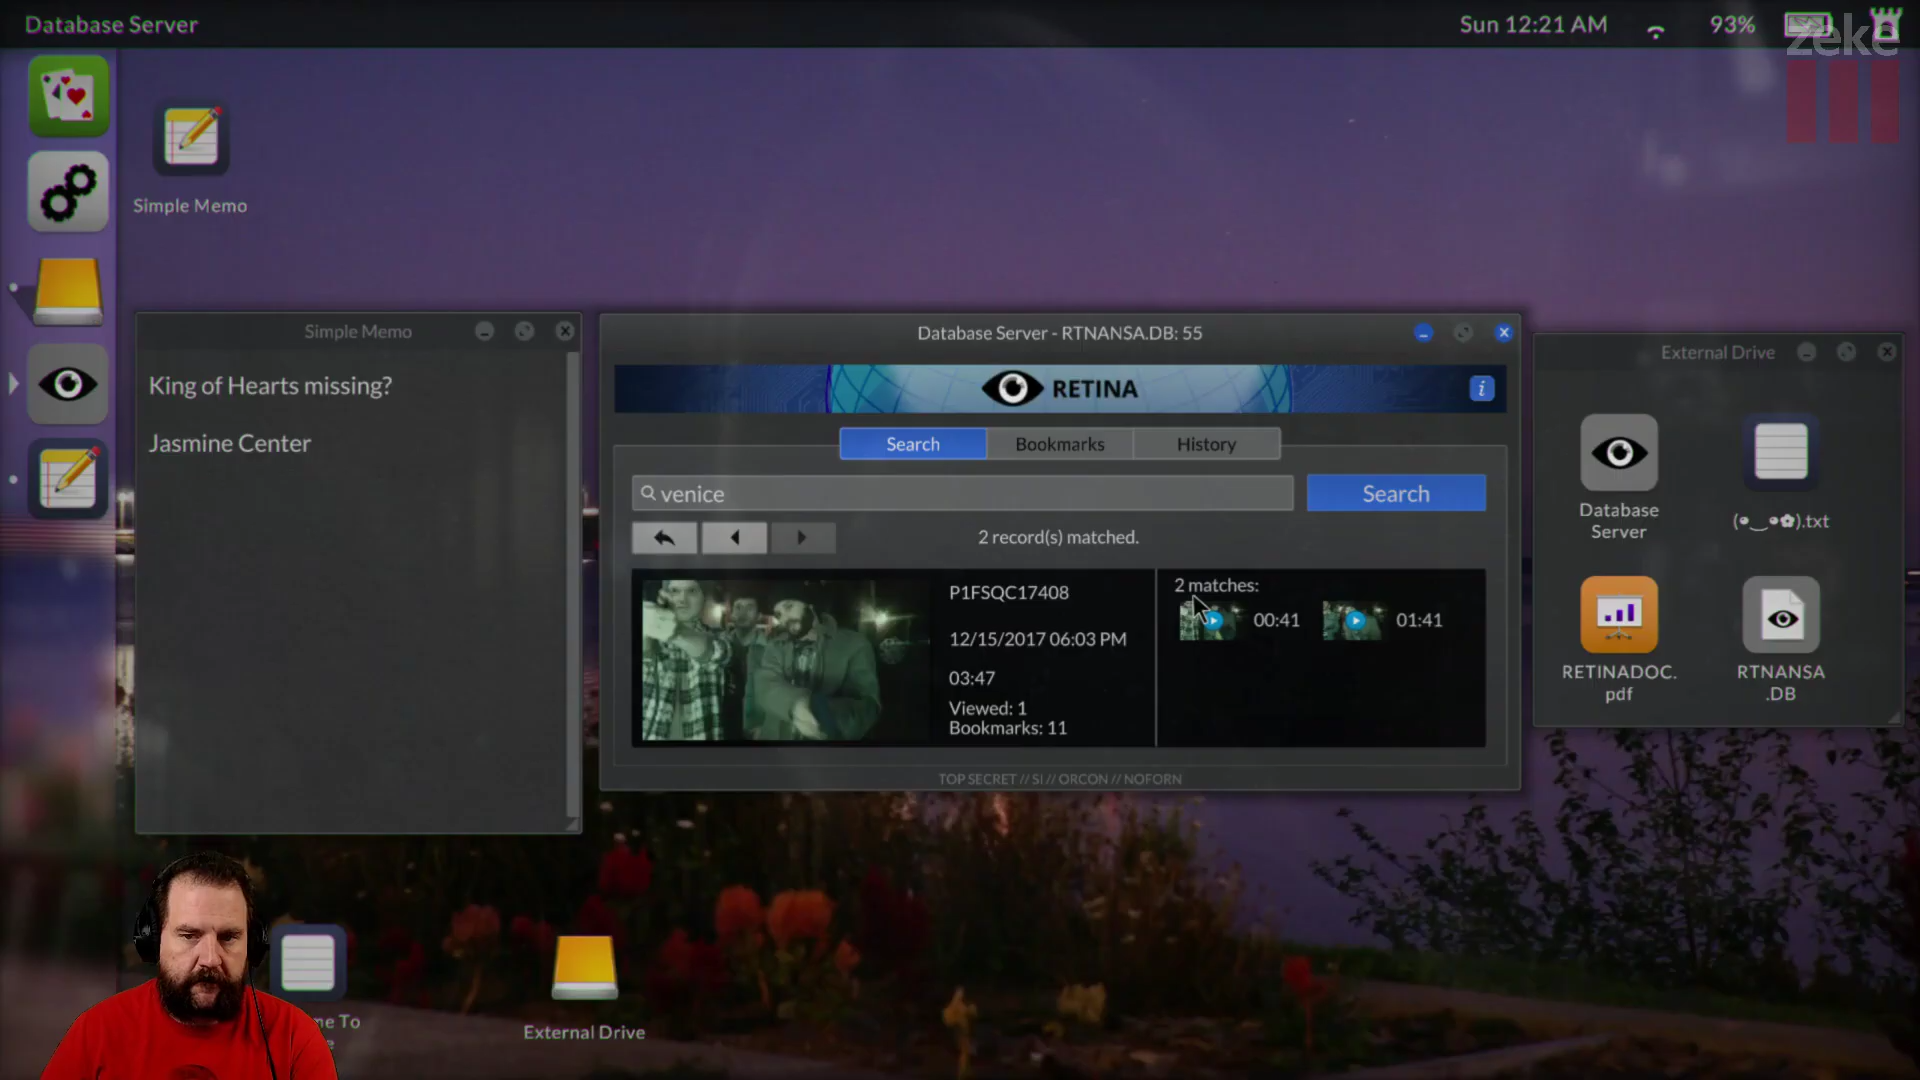 Database Server
Sun 12:21 AM
93%
zeke
Simple Memo
Simple Memo
King of Hearts missing?
Jasmine Center
Database Server - RTNANSA.DB: 55
RETINA
i
Search
Bookmarks
History
venice
Search
2 record(s) matched.
P1FSQC17408
12/15/2017 06:03 PM
03:47
Viewed: 1
Bookmarks: 11
2 matches:
00:41
01:41
TOP SECRET // SI // ORCON // NOFORN
External Drive
Database
Server
(•‿•✿).txt
RETINADOC.
pdf
RTNANSA
.DB
To
External Drive